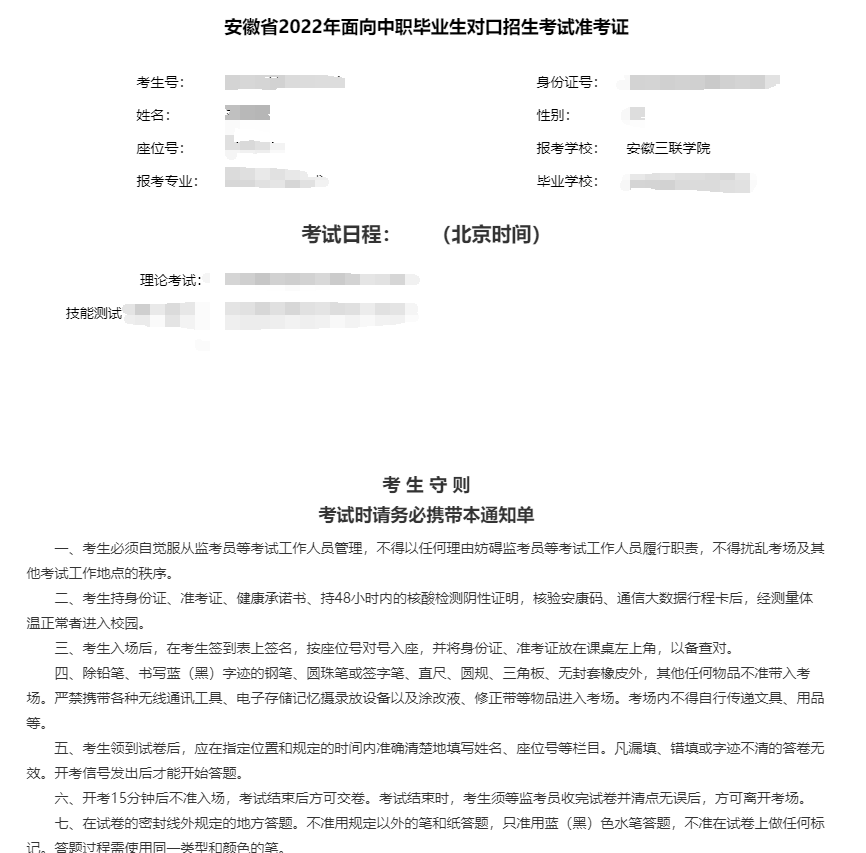 安徽省2022年面向中职毕业生对口招生考试准考证
考生号： 身份证号：
姓名： 性别：
座位号： 报考学校： 安徽三联学院
报考专业： 毕业学校：
考试日程： （北京时间）
理论考试：
技能测试
考 生 守 则
考试时请务必携带本通知单
一、考生必须自觉服从监考员等考试工作人员管理，不得以任何理由妨碍监考员等考试工作人员履行职责，不得扰乱考场及其
他考试工作地点的秩序。
二、考生持身份证、准考证、健康承诺书、持48小时内的核酸检测阴性证明，核验安康码、通信大数据行程卡后，经测量体
温正常者进入校园。
三、考生入场后，在考生签到表上签名，按座位号对号入座，并将身份证、准考证放在课桌左上角，以备查对。
四、除铅笔、书写蓝（黑）字迹的钢笔、圆珠笔或签字笔、直尺、圆规、三角板、无封套橡皮外，其他任何物品不准带入考
场。严禁携带各种无线通讯工具、电子存储记忆摄录放设备以及涂改液、修正带等物品进入考场。考场内不得自行传递文具、用品
等。
五、考生领到试卷后，应在指定位置和规定的时间内准确清楚地填写姓名、座位号等栏目。凡漏填、错填或字迹不清的答卷无
效。开考信号发出后才能开始答题。
六、开考15分钟后不准入场，考试结束后方可交卷。考试结束时，考生须等监考员收完试卷并清点无误后，方可离开考场。
七、在试卷的密封线外规定的地方答题。不准用规定以外的笔和纸答题，只准用蓝（黑）色水笔答题，不准在试卷上做任何标
记。答题过程需使用同一类型和颜色的笔。